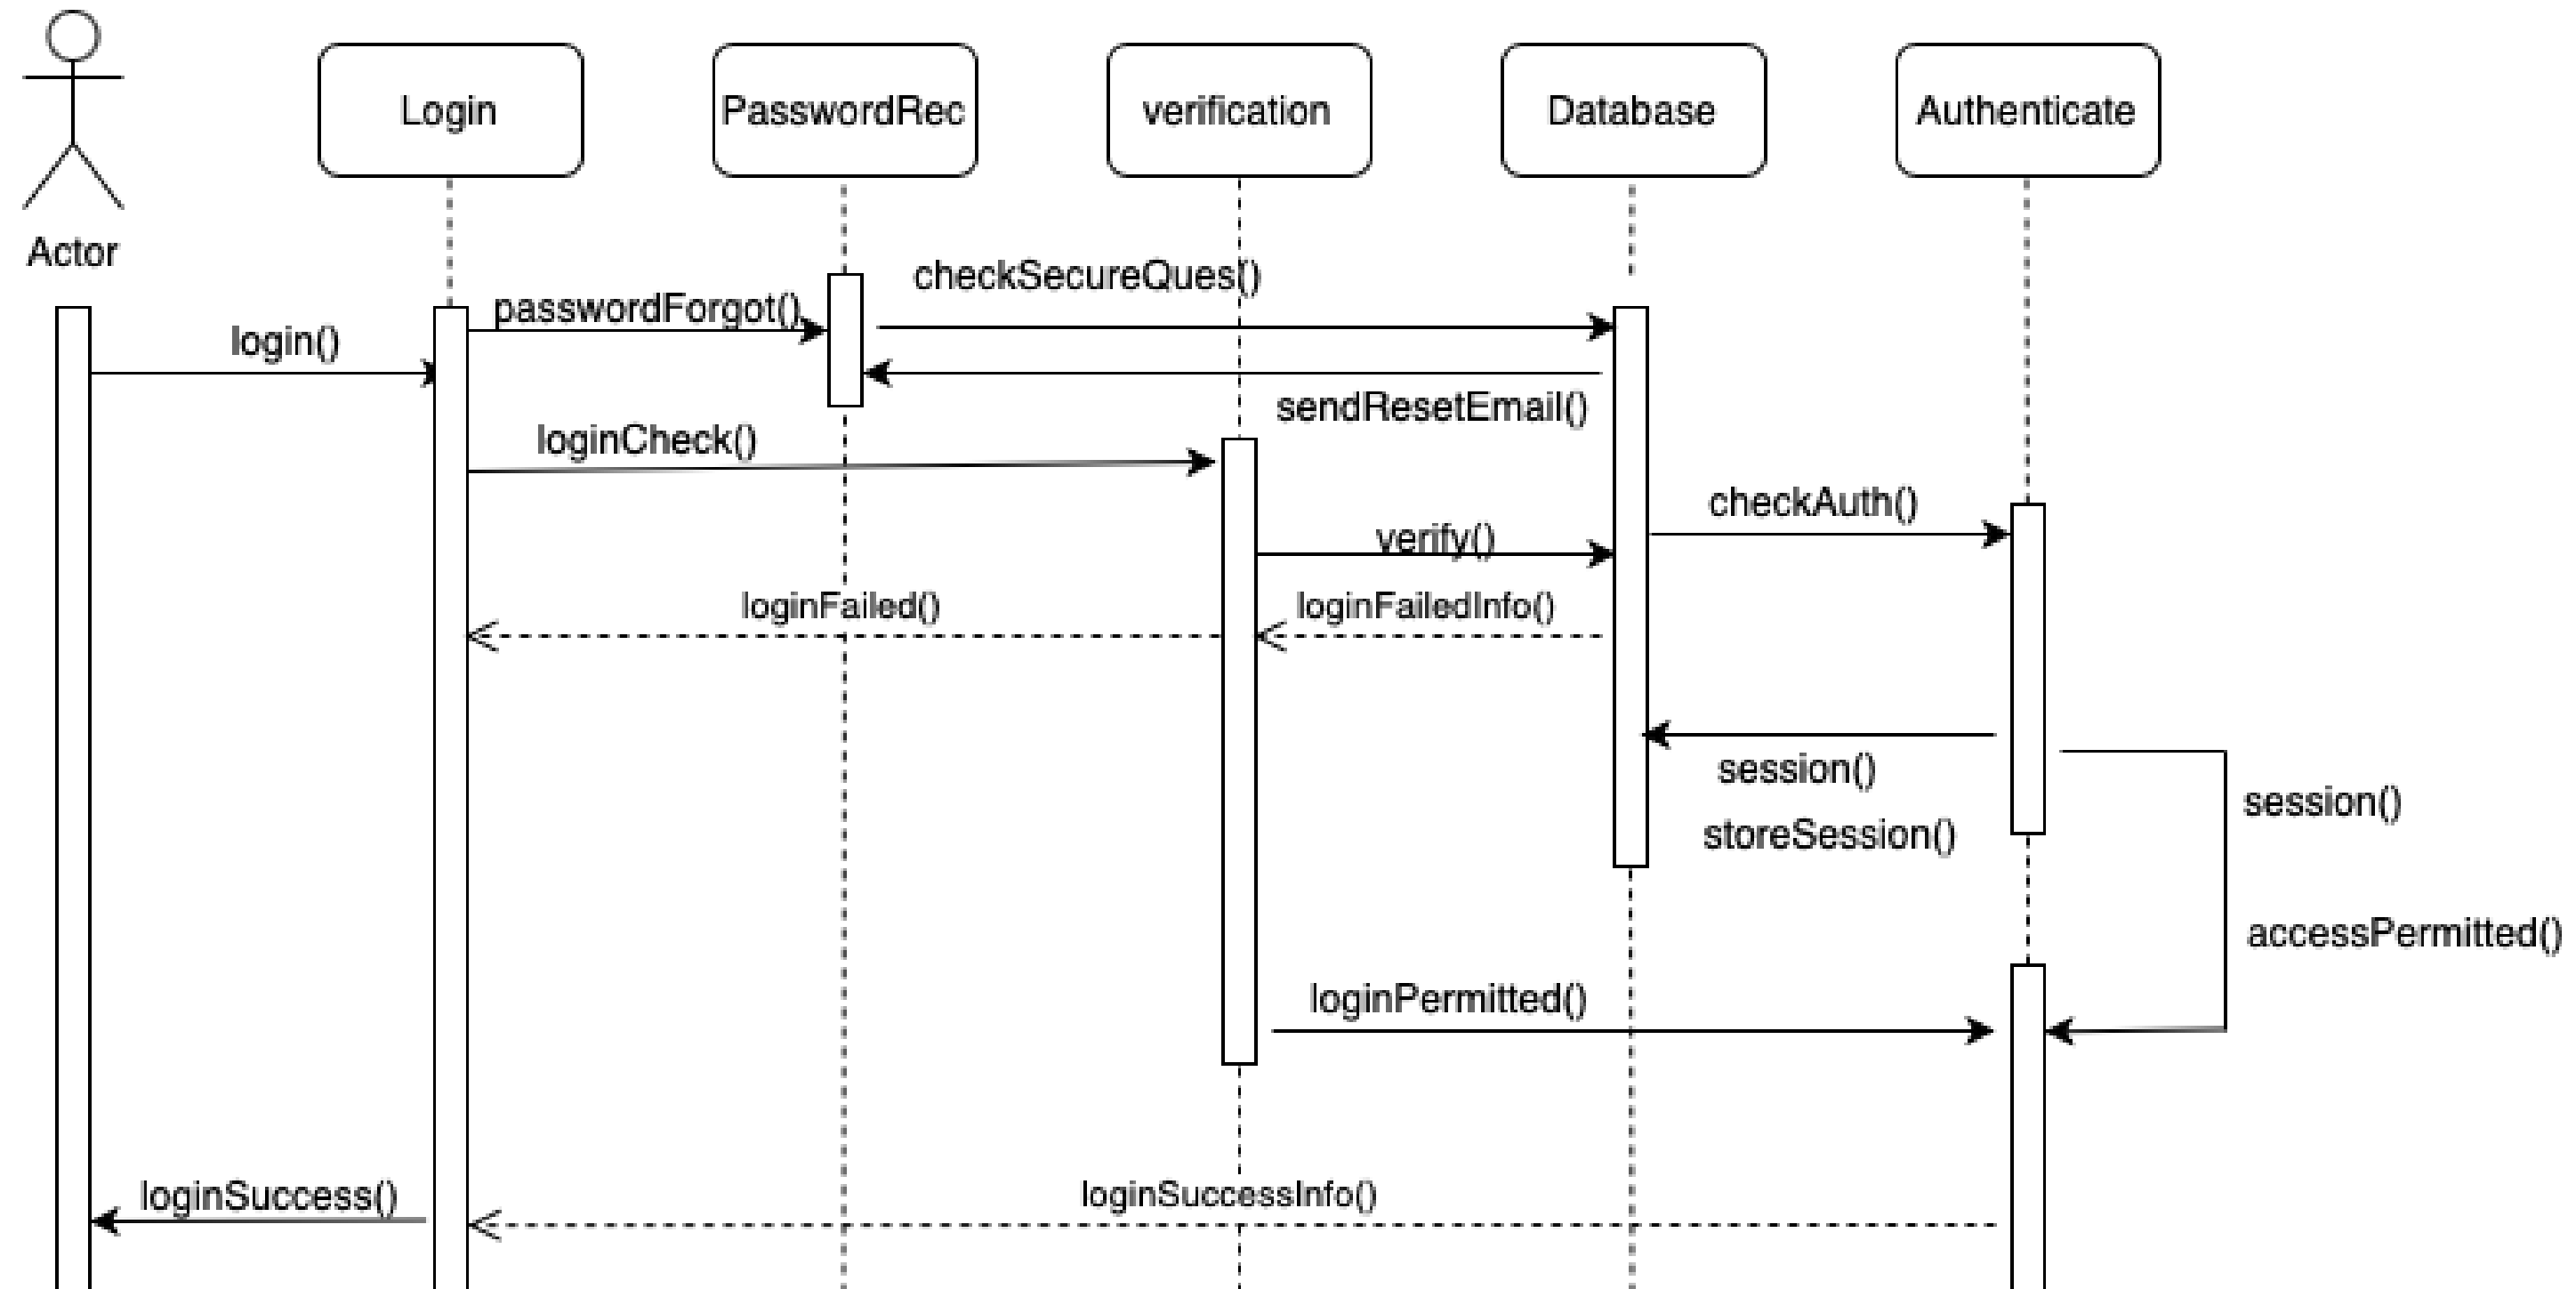 Login
PasswordRec
verification
Database
Authenticate
Actor
checkSecureQues()
passwordForgot()
login()
sendResetEmail()
loginCheck()
checkAuth()
verify()
loginFailed()
loginFailedInfo()
session()
session()
storeSession()
accessPermitted()
loginPermitted()
loginSuccess()
loginSuccessInfo()